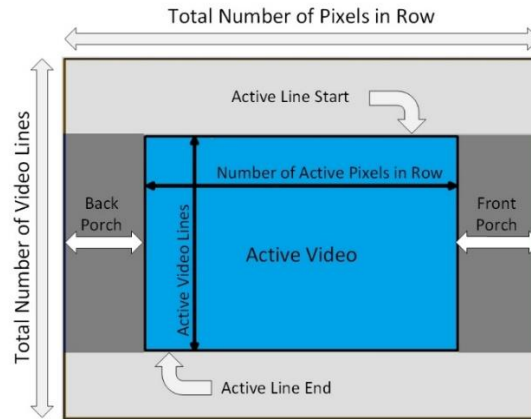 Total Number of Pixels in Row
Total Number of Video Lines
Active Line Start
Number of Active Pixels in Row
Active Video Lines
Back
Porch
Front
Porch
Active Video
Active Line End